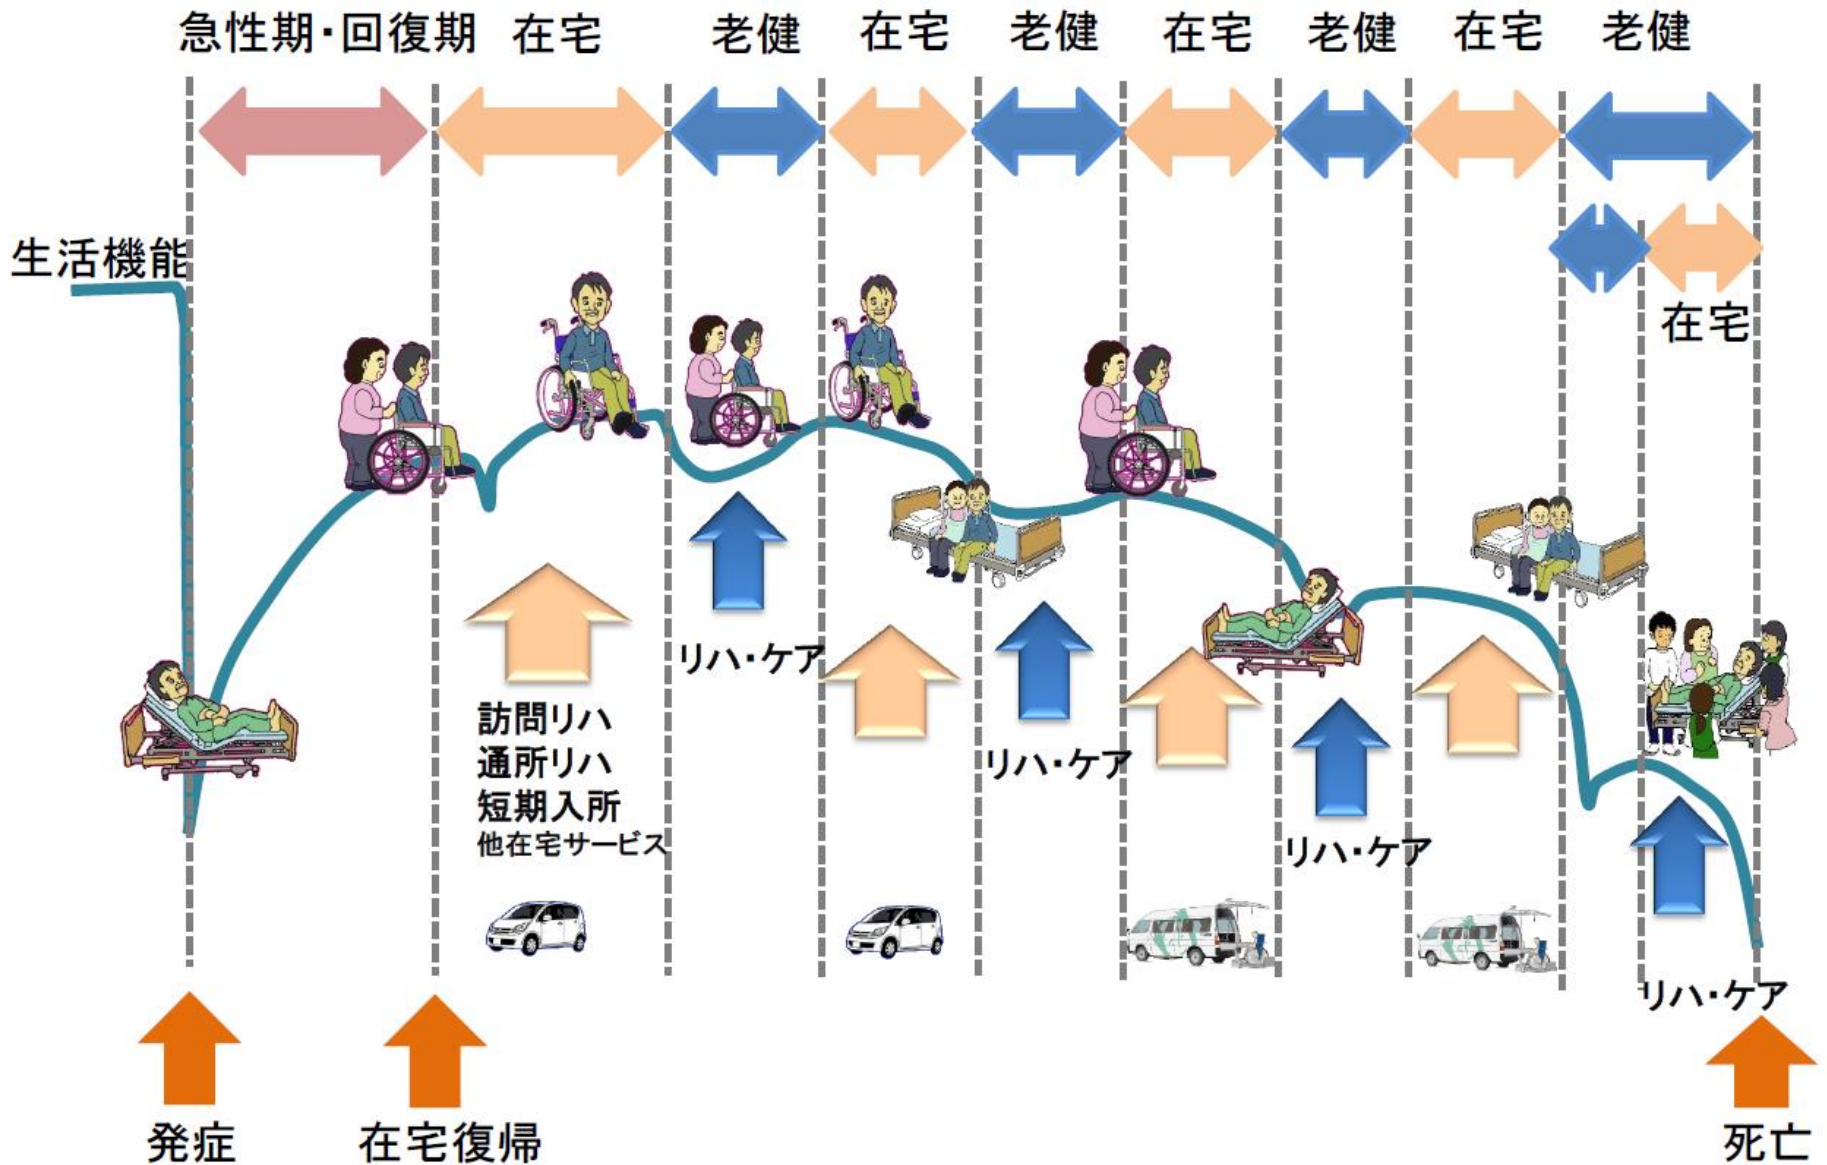 急性期・回復期
在宅
老健
在宅
老健
在宅
老健
在宅
老健
生活機能
在宅
訪問リハ
通所リハ
短期入所
他在宅サービス
リハ・ケア
リハ・ケア
リハ・ケア
リハ・ケア
発症
在宅復帰
死亡